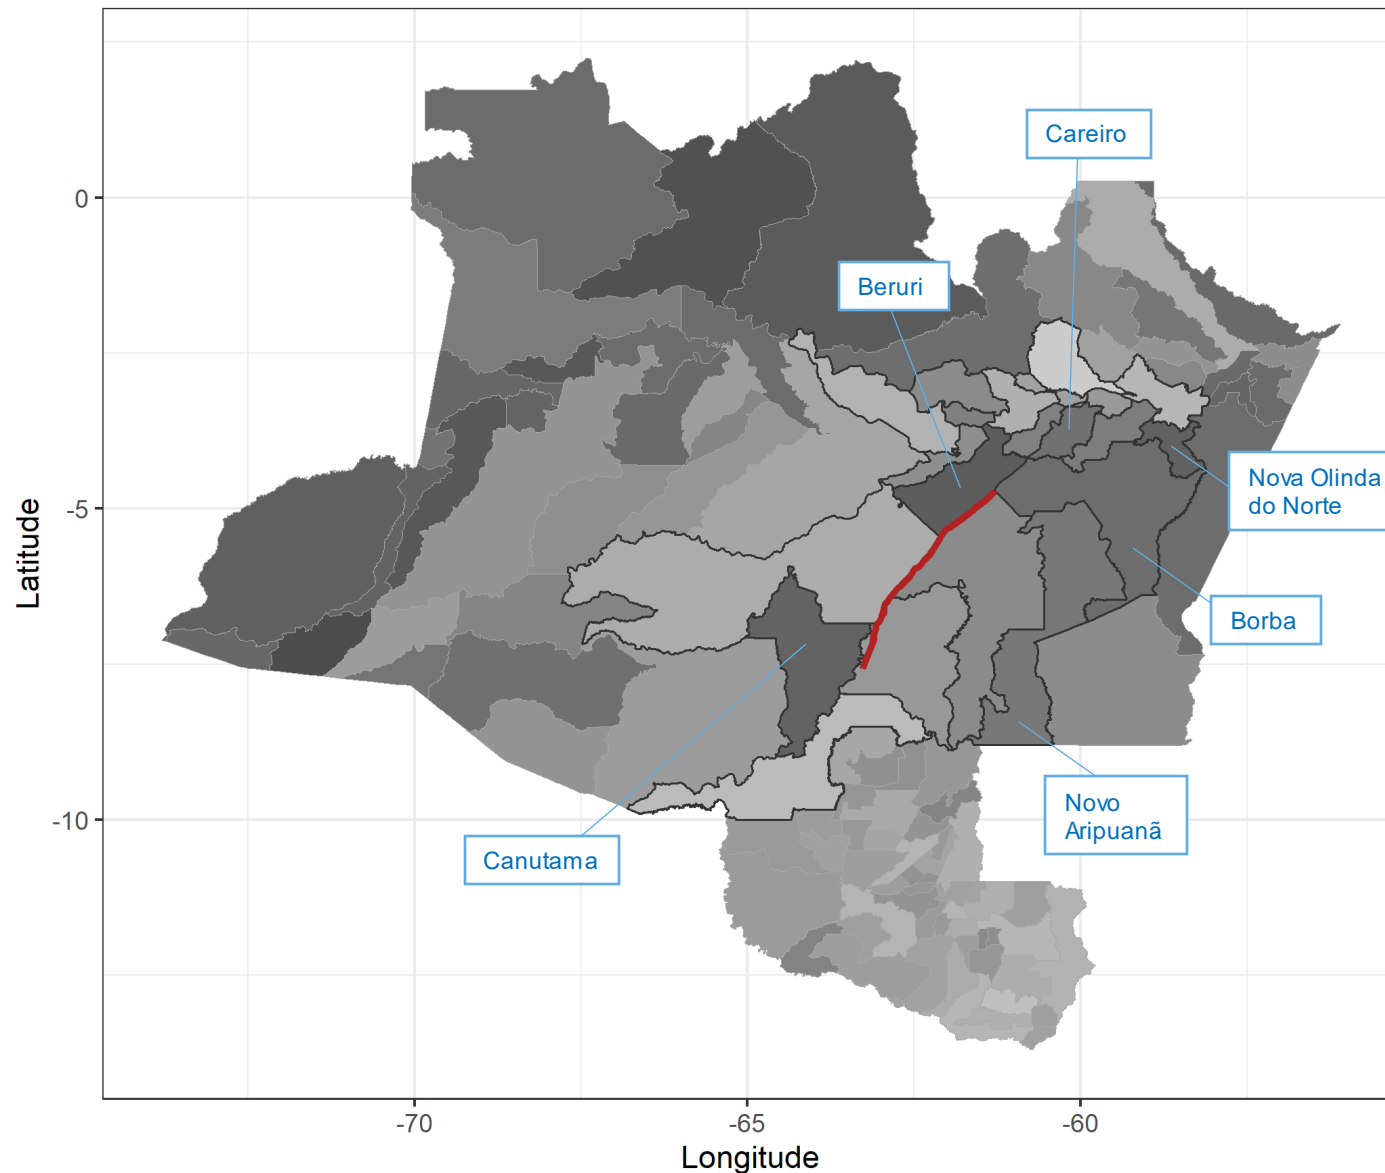 Careiro
0
Beruri
Nova Olinda
do Norte
-5
Latitude
Borba
Novo
Aripuanã
-10
Canutama
-70
-65
-60
Longitude